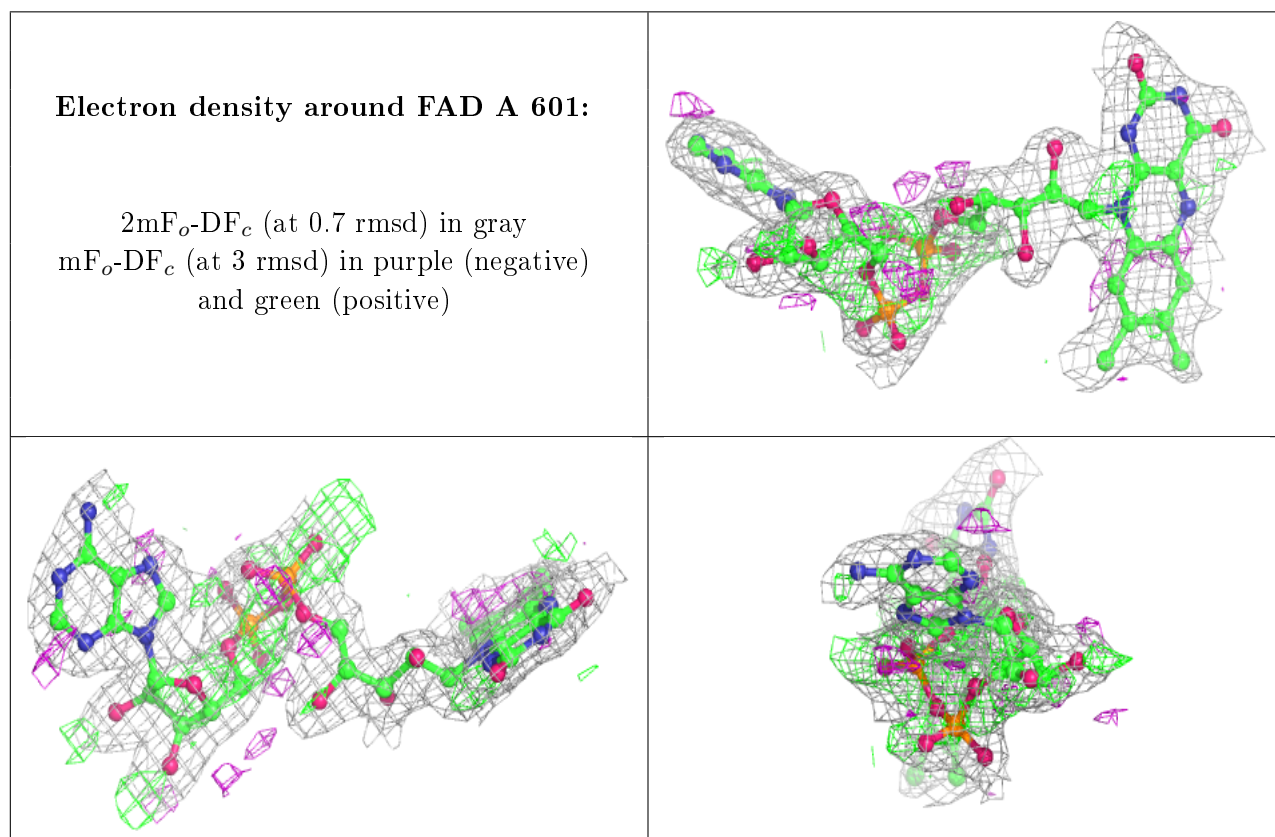 Electron density around FAD A 601:
2mFo-DFc (at 0.7 rmsd) in gray
mFo-DFc (at 3 rmsd) in purple (negative)
and green (positive)